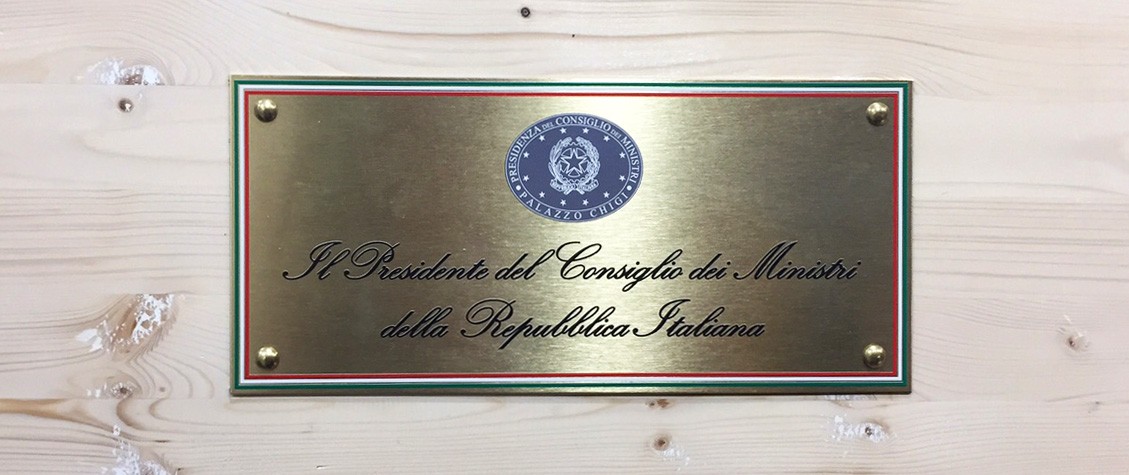 PRESIDENZA DEL CONSIGLIO DEI MINISTRI
• PALAZZO CHIGI •
Il Presidente del Consiglio dei Ministri
della Repubblica Italiana